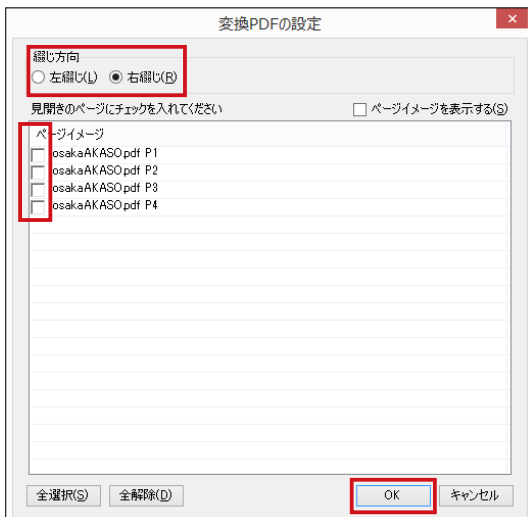 変換PDFの設定
×
綴じ方向
左綴じ(L) 右綴じ(R)
見開きのページにチェックを入れてください ページイメージを表示する(S)
ページイメージ
osakaAKASO.pdf P1
osakaAKASO.pdf P2
osakaAKASO.pdf P3
osakaAKASO.pdf P4
全選択(S) 全解除(D) OK キャンセル